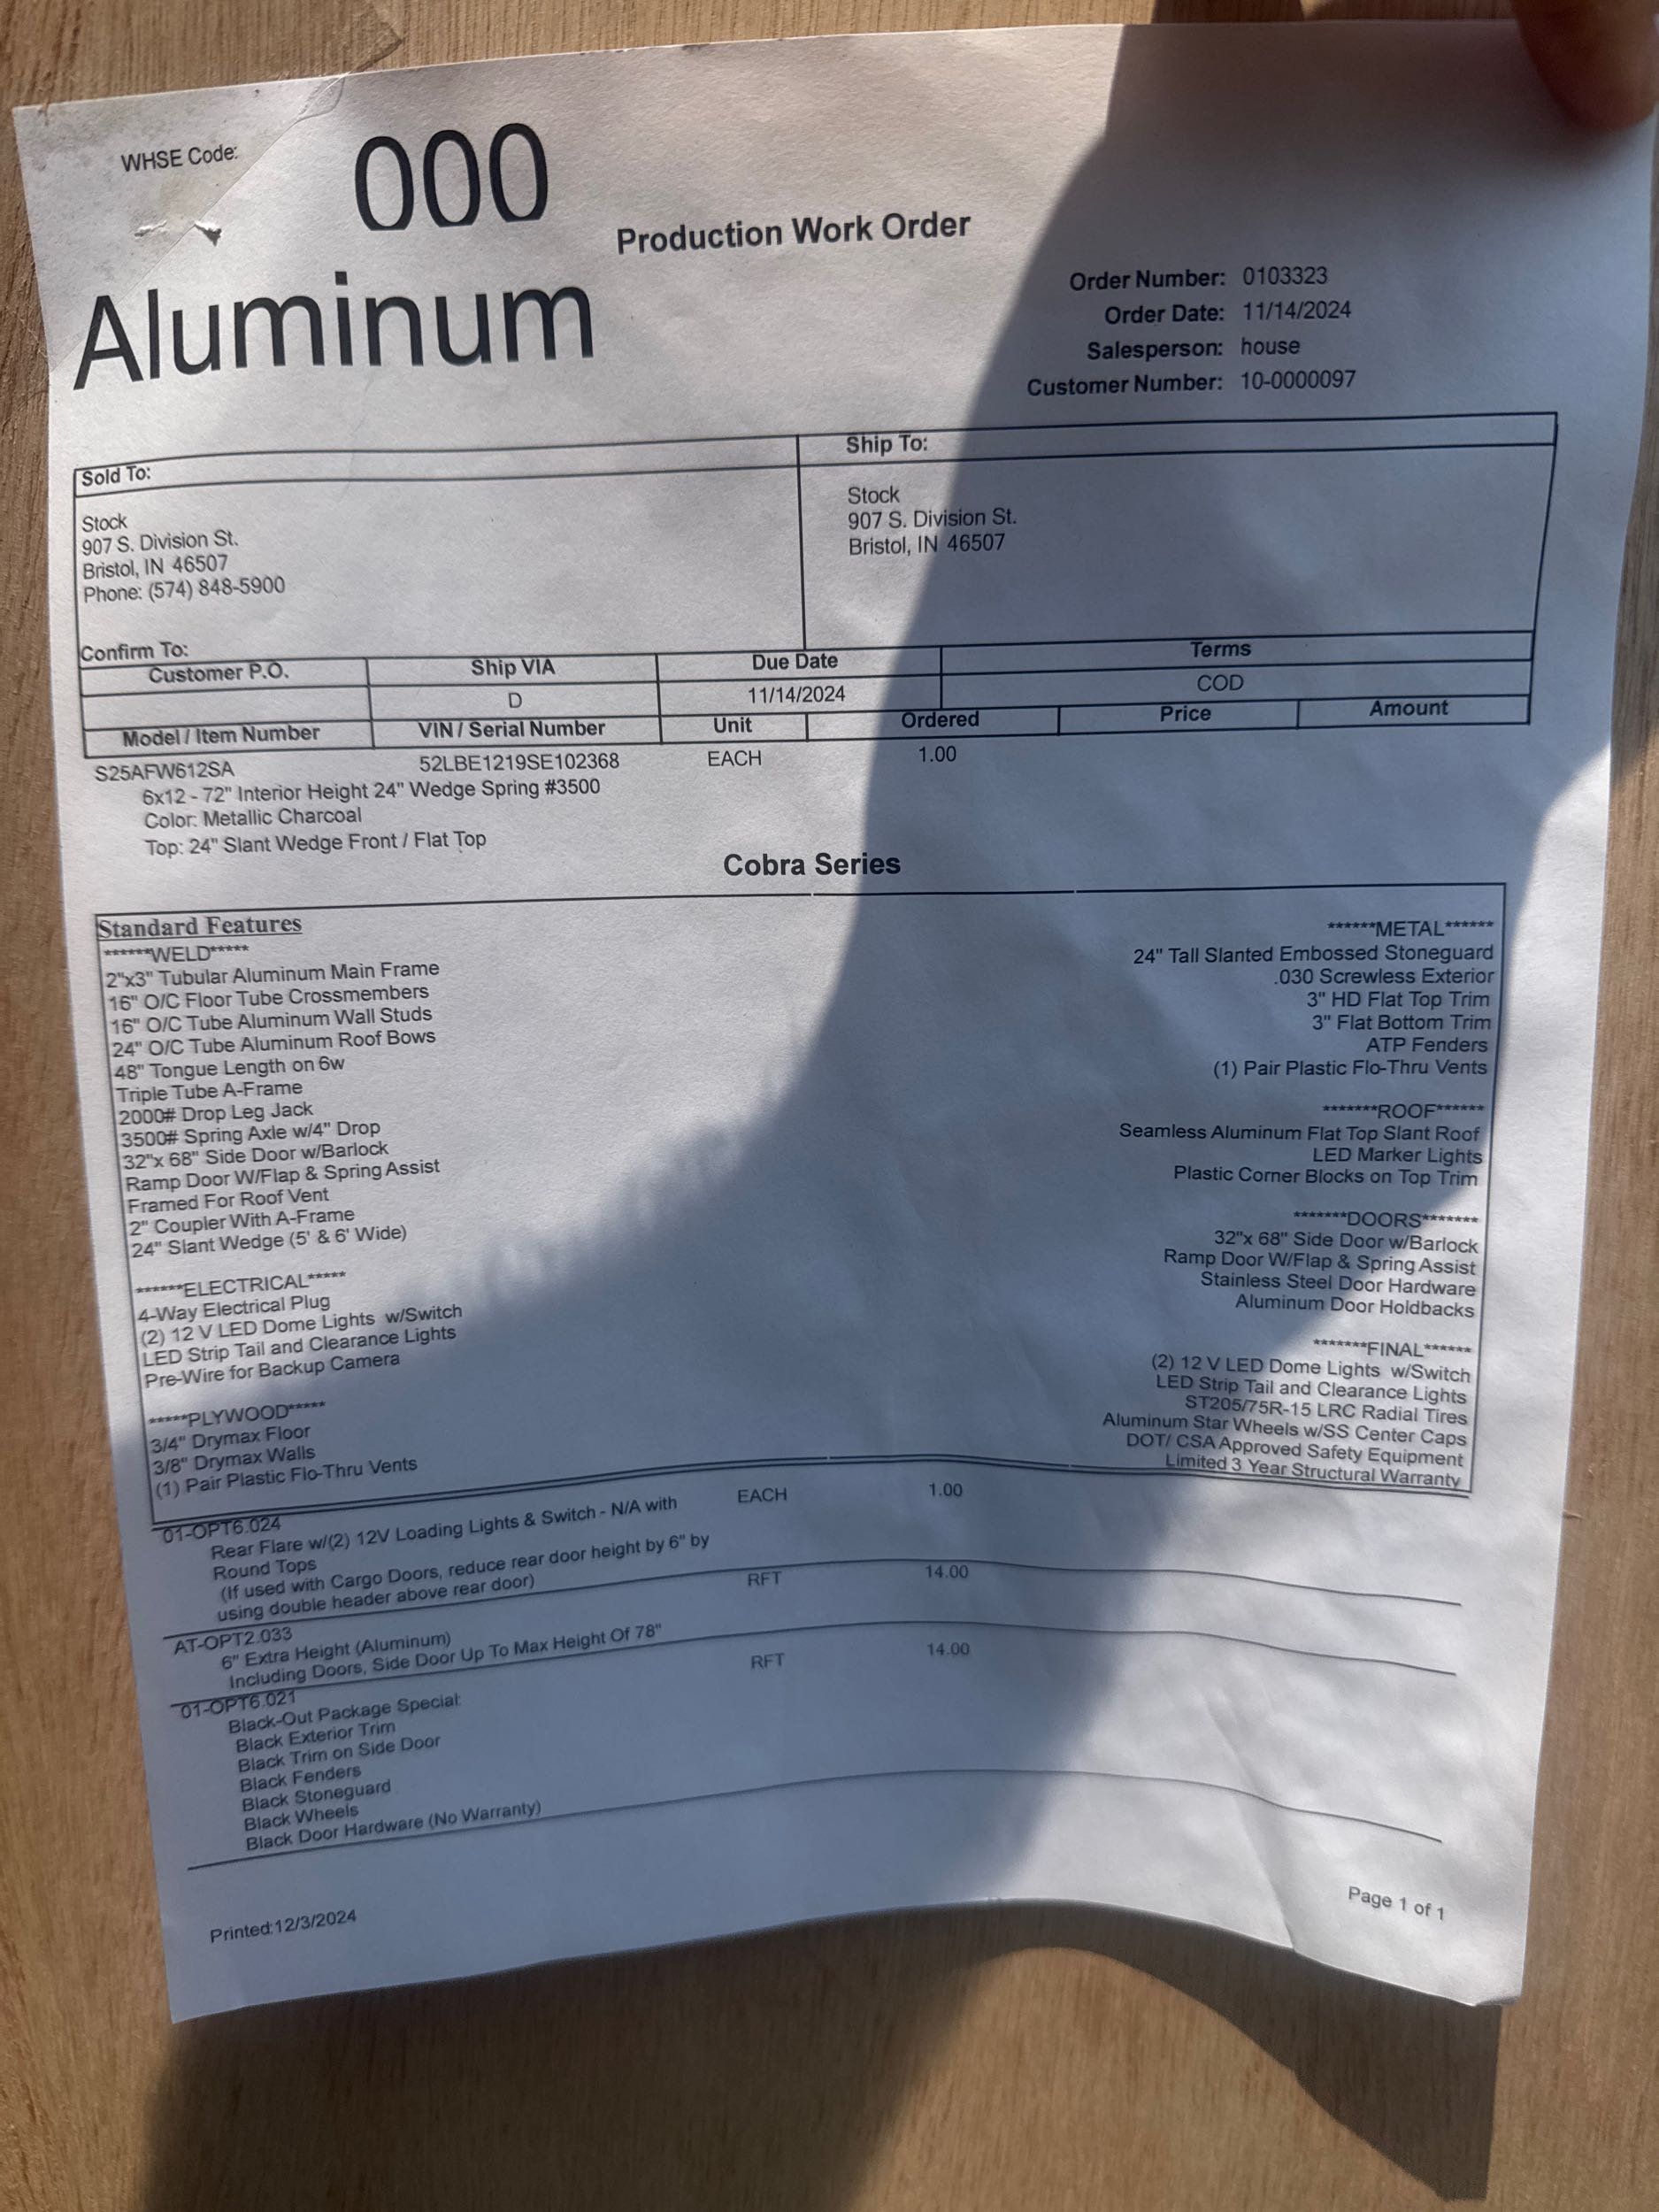 WHSE Code:
000
Aluminum
Production Work Order
Order Number: 0103323
Order Date: 11/14/2024
Salesperson: house
Customer Number: 10-0000097
Sold To:
Stock
907 S. Division St.
Bristol, IN 46507
Phone: (574) 848-5900
Confirm To:
Ship To:
Stock
907 S. Division St.
Bristol, IN 46507
Customer P.O. Ship VIA Due Date Terms
D 11/14/2024 COD
Model / Item Number VIN / Serial Number Unit Ordered Price Amount
S25AFW612SA 52LBE1219SE102368 EACH 1.00
6x12 - 72" Interior Height 24" Wedge Spring #3500
Color: Metallic Charcoal
Top: 24" Slant Wedge Front / Flat Top
Cobra Series
Standard Features
******WELD*****
2"x3" Tubular Aluminum Main Frame
16" O/C Floor Tube Crossmembers
16" O/C Tube Aluminum Wall Studs
24" O/C Tube Aluminum Roof Bows
48" Tongue Length on 6w
Triple Tube A-Frame
2000# Drop Leg Jack
3500# Spring Axle w/4" Drop
32"x 68" Side Door w/Barlock
Ramp Door W/Flap & Spring Assist
Framed For Roof Vent
2" Coupler With A-Frame
24" Slant Wedge (5' & 6' Wide)
******ELECTRICAL*****
4-Way Electrical Plug
(2) 12 V LED Dome Lights w/Switch
LED Strip Tail and Clearance Lights
Pre-Wire for Backup Camera
*****PLYWOOD*****
3/4" Drymax Floor
3/8" Drymax Walls
(1) Pair Plastic Flo-Thru Vents
******METAL******
24" Tall Slanted Embossed Stoneguard
.030 Screwless Exterior
3" HD Flat Top Trim
3" Flat Bottom Trim
ATP Fenders
(1) Pair Plastic Flo-Thru Vents
*******ROOF******
Seamless Aluminum Flat Top Slant Roof
LED Marker Lights
Plastic Corner Blocks on Top Trim
*******DOORS*******
32"x 68" Side Door w/Barlock
Ramp Door W/Flap & Spring Assist
Stainless Steel Door Hardware
Aluminum Door Holdbacks
*******FINAL******
(2) 12 V LED Dome Lights w/Switch
LED Strip Tail and Clearance Lights
ST205/75R-15 LRC Radial Tires
Aluminum Star Wheels w/SS Center Caps
DOT/ CSA Approved Safety Equipment
Limited 3 Year Structural Warranty
01-OPT6.024 EACH 1.00
Rear Flare w/(2) 12V Loading Lights & Switch - N/A with
Round Tops
(If used with Cargo Doors, reduce rear door height by 6" by
using double header above rear door)
AT-OPT2.033 RFT 14.00
6" Extra Height (Aluminum)
Including Doors, Side Door Up To Max Height Of 78"
01-OPT6.021 RFT 14.00
Black-Out Package Special:
Black Exterior Trim
Black Trim on Side Door
Black Fenders
Black Stoneguard
Black Wheels
Black Door Hardware (No Warranty)
Printed:12/3/2024
Page 1 of 1